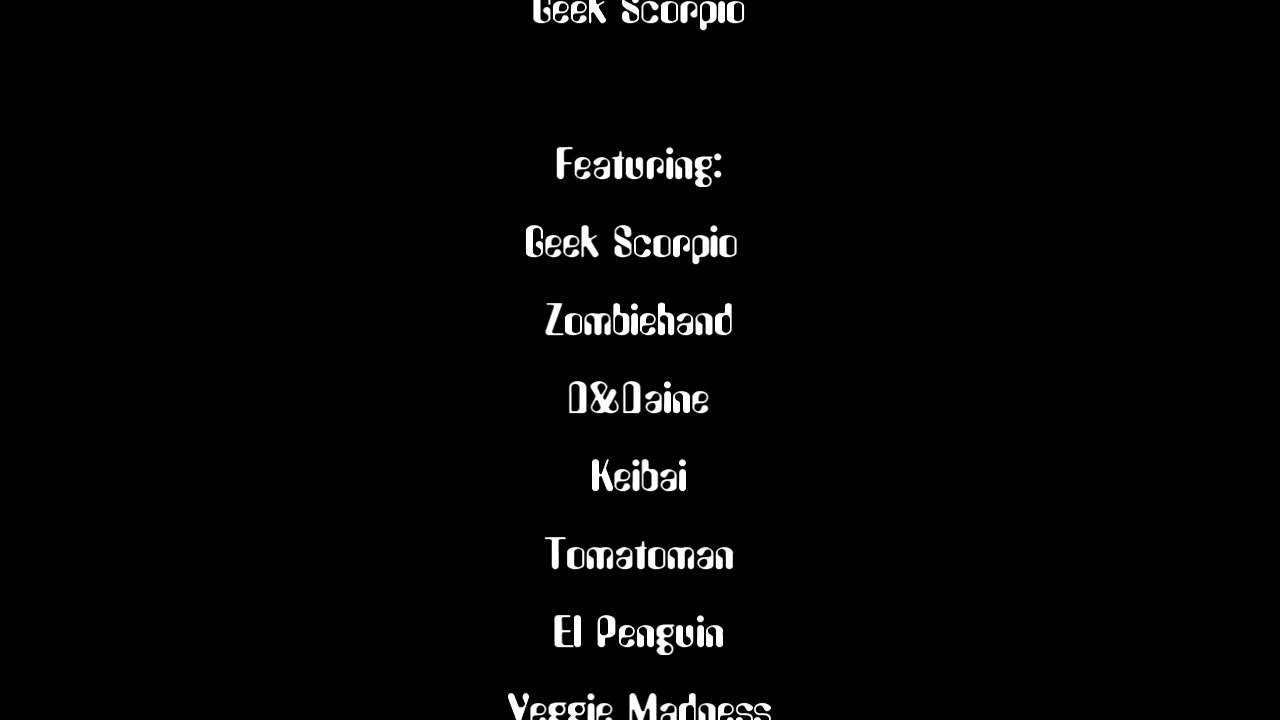 Geek Scorpio
Featuring:
Geek Scorpio
Zombiehand
D&Daine
Keibai
Tomatoman
El Penguin
Veggie Madness